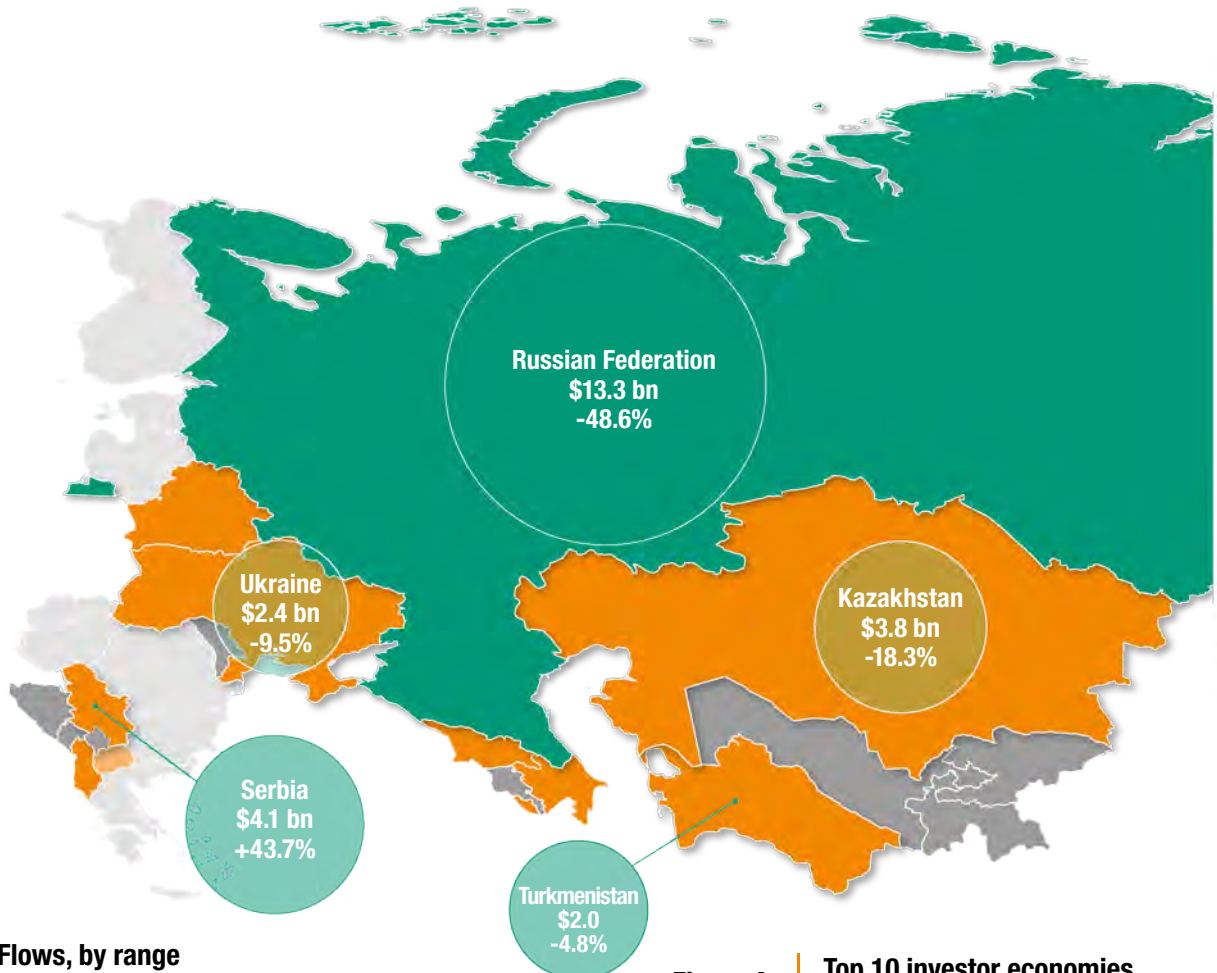 Russian Federation
$13.3 bn
-48.6%
Ukraine
$2.4 bn
-9.5%
Kazakhstan
$3.8 bn
-18.3%
Serbia
$4.1 bn
+43.7%
Turkmenistan
$2.0
-4.8%
Flows, by range
Top 10 investor economies